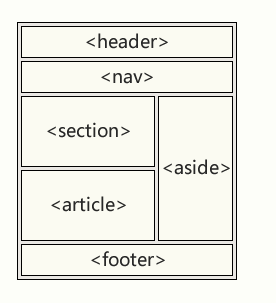 <header>
<nav>
<section>
<aside>
<article>
<footer>